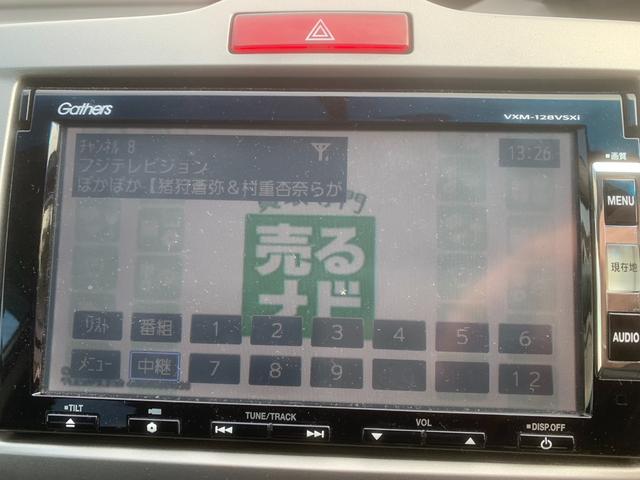 Gathers
VXM-128VSXi
チャンネル 8
フジテレビジョン
ぽかぽか【猪狩蒼弥&村重杏奈らが
13:26
売る
ナビ
リスト 番組 1 2 3 4 5 6
メニュー 中継 7 8 9 12
■画質
MENU
現在地
AUDIO
■TILT
TUNE/TRACK
VOL
■DISP.OFF